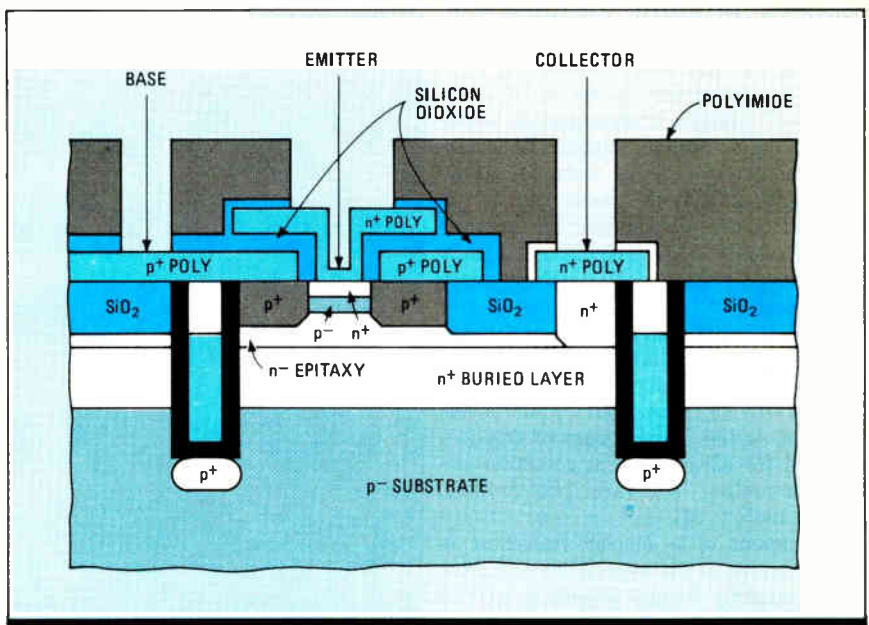 EMITTER
COLLECTOR
BASE
SILICON
DIOXIDE
POLYIMIDE
n+ POLY
p+ POLY
p+ POLY
n+ POLY
SiO2
p+
p+
SiO2
n+
SiO2
p−
n+
n− EPITAXY
n+ BURIED LAYER
p+
p− SUBSTRATE
p+